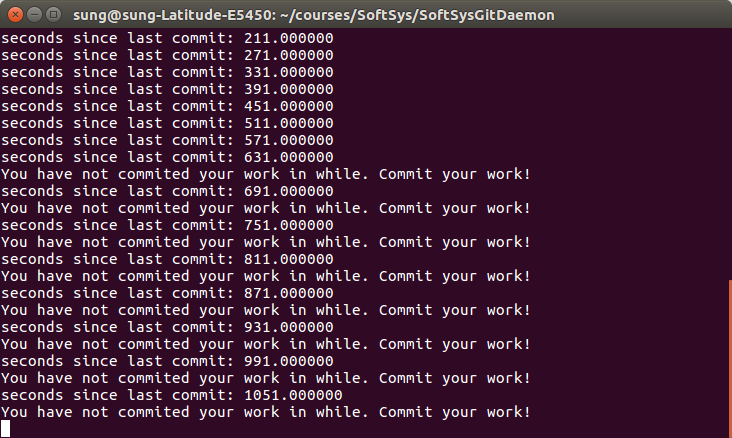 sung@sung-Latitude-E5450: ~/courses/SoftSys/SoftSysGitDaemon
seconds since last commit: 211.000000
seconds since last commit: 271.000000
seconds since last commit: 331.000000
seconds since last commit: 391.000000
seconds since last commit: 451.000000
seconds since last commit: 511.000000
seconds since last commit: 571.000000
seconds since last commit: 631.000000
You have not commited your work in while. Commit your work!
seconds since last commit: 691.000000
You have not commited your work in while. Commit your work!
seconds since last commit: 751.000000
You have not commited your work in while. Commit your work!
seconds since last commit: 811.000000
You have not commited your work in while. Commit your work!
seconds since last commit: 871.000000
You have not commited your work in while. Commit your work!
seconds since last commit: 931.000000
You have not commited your work in while. Commit your work!
seconds since last commit: 991.000000
You have not commited your work in while. Commit your work!
seconds since last commit: 1051.000000
You have not commited your work in while. Commit your work!